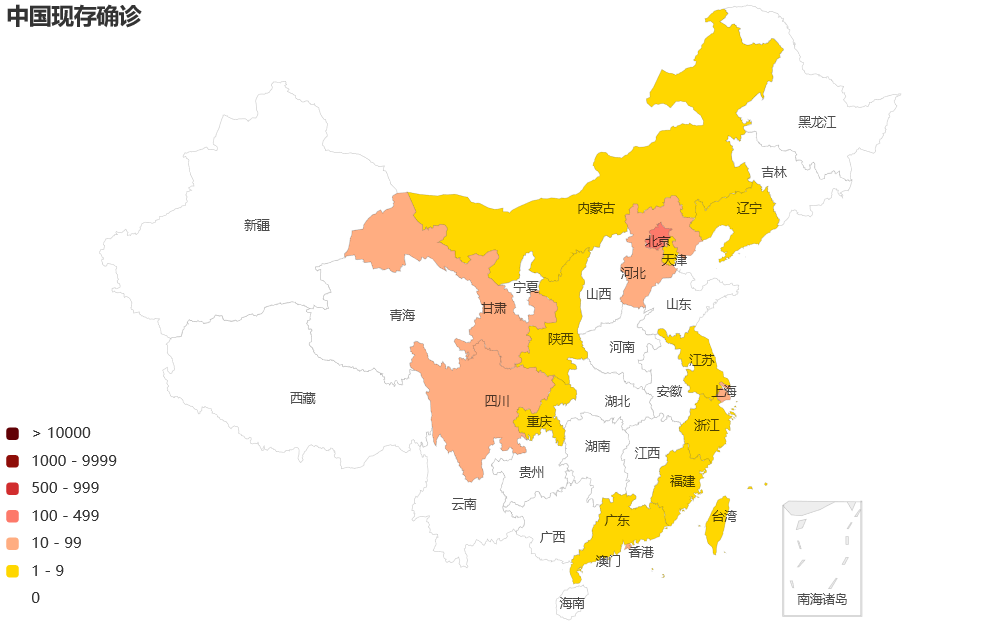 中国现存确诊
黑龙江
吉林
辽宁
内蒙古
新疆
北京
天津
河北
宁夏
山西
山东
甘肃
青海
陕西
河南
江苏
上海
安徽
西藏
四川
湖北
重庆
浙江
湖南
江西
贵州
福建
云南
广东
台湾
广西
香港
澳门
海南
南海诸岛
> 10000
1000 - 9999
500 - 999
100 - 499
10 - 99
1 - 9
0